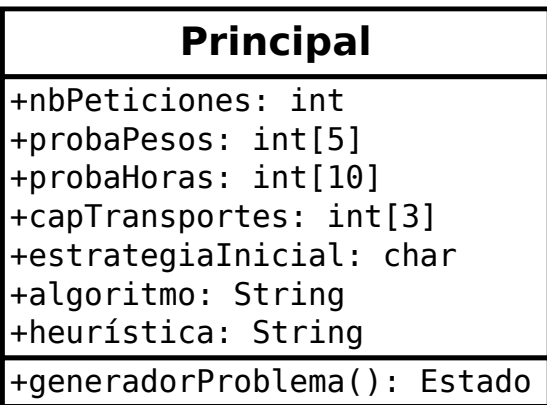 Principal
+nbPeticiones: int
+probaPesos: int[5]
+probaHoras: int[10]
+capTransportes: int[3]
+estrategiaInicial: char
+algoritmo: String
+heurística: String
+generadorProblema(): Estado